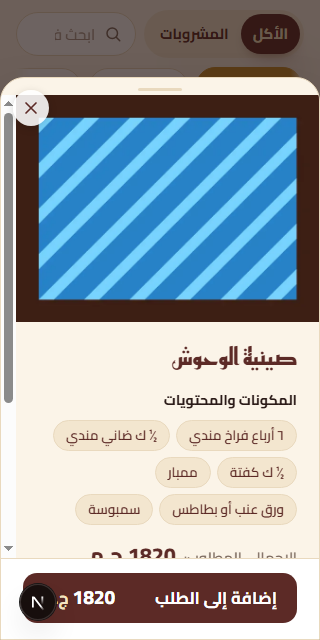 الأكل
المشروبات
ابحث ة
صينية الوحوش
المكونات والمحتويات
٦ أرباع فراخ مندي
½ ك ضاني مندي
½ ك كفتة
ممبار
ورق عنب أو بطاطس
سمبوسة
1820 ج.م
إضافة إلى الطلب
1820 ج
N